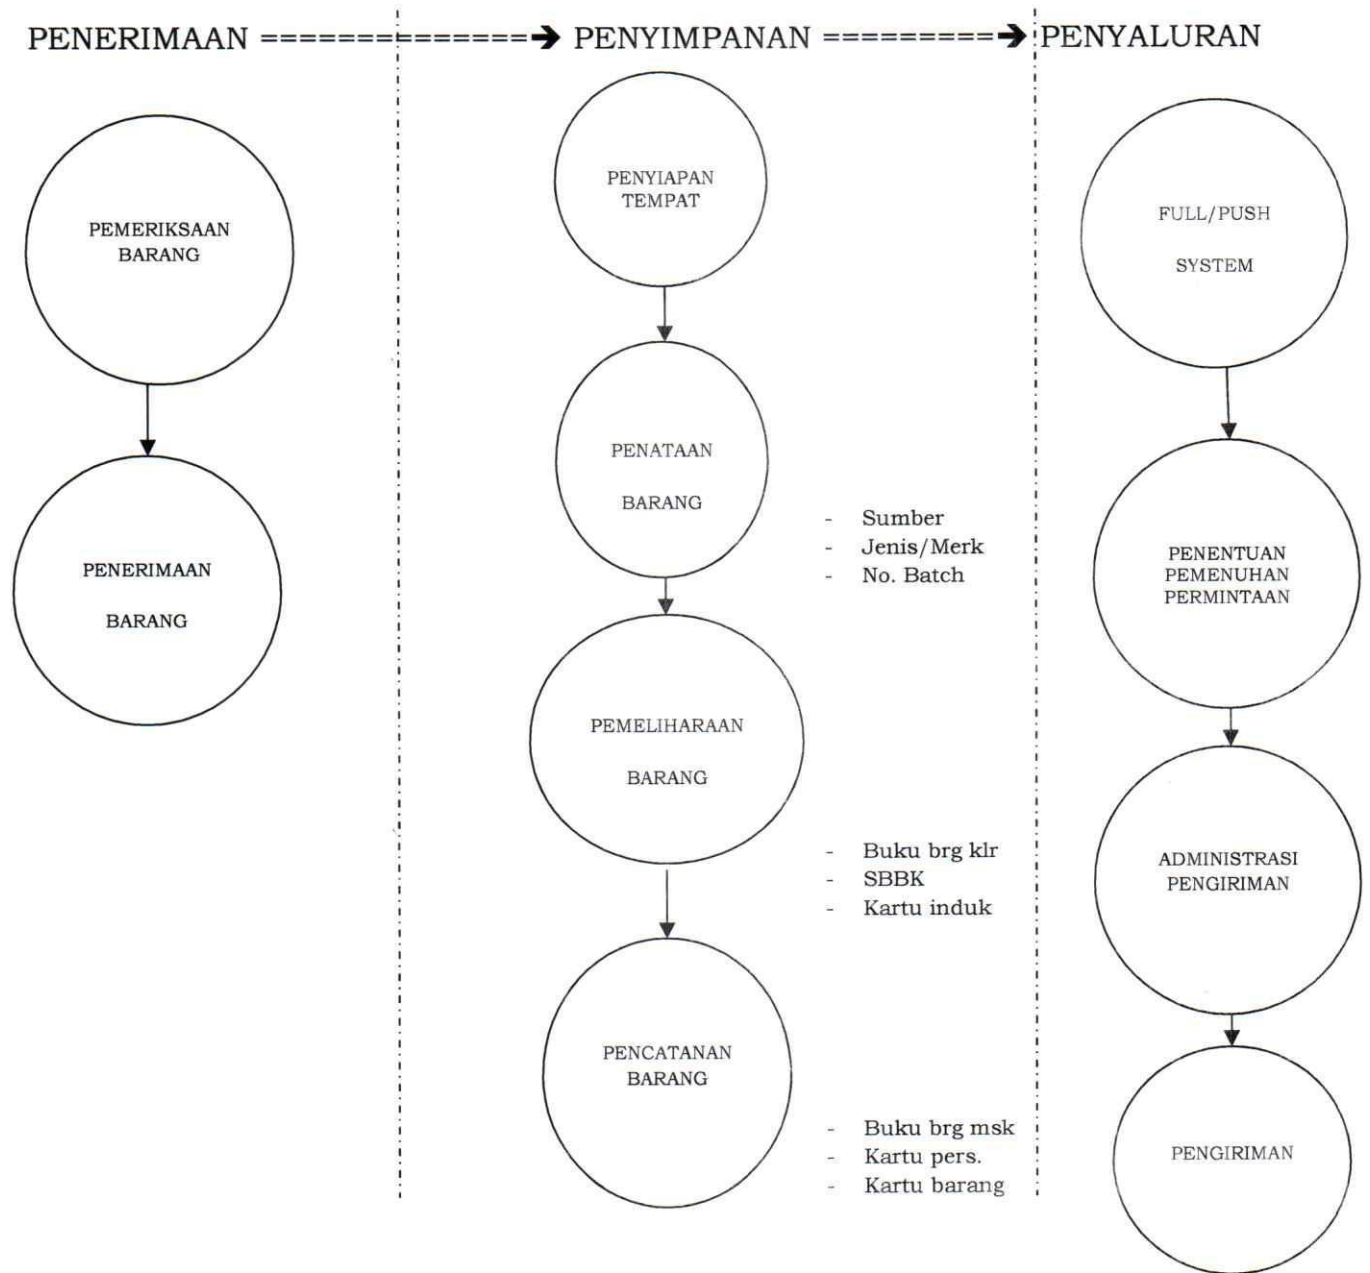 PENERIMAAN ==============➔ PENYIMPANAN =========➔ PENYALURAN
PEMERIKSAAN
BARANG
PENERIMAAN
BARANG
PENYIAPAN
TEMPAT
PENATAAN
BARANG
- Sumber
- Jenis/Merk
- No. Batch
PEMELIHARAAN
BARANG
- Buku brg klr
- SBBK
- Kartu induk
PENCATANAN
BARANG
- Buku brg msk
- Kartu pers.
- Kartu barang
FULL/PUSH
SYSTEM
PENENTUAN
PEMENUHAN
PERMINTAAN
ADMINISTRASI
PENGIRIMAN
PENGIRIMAN